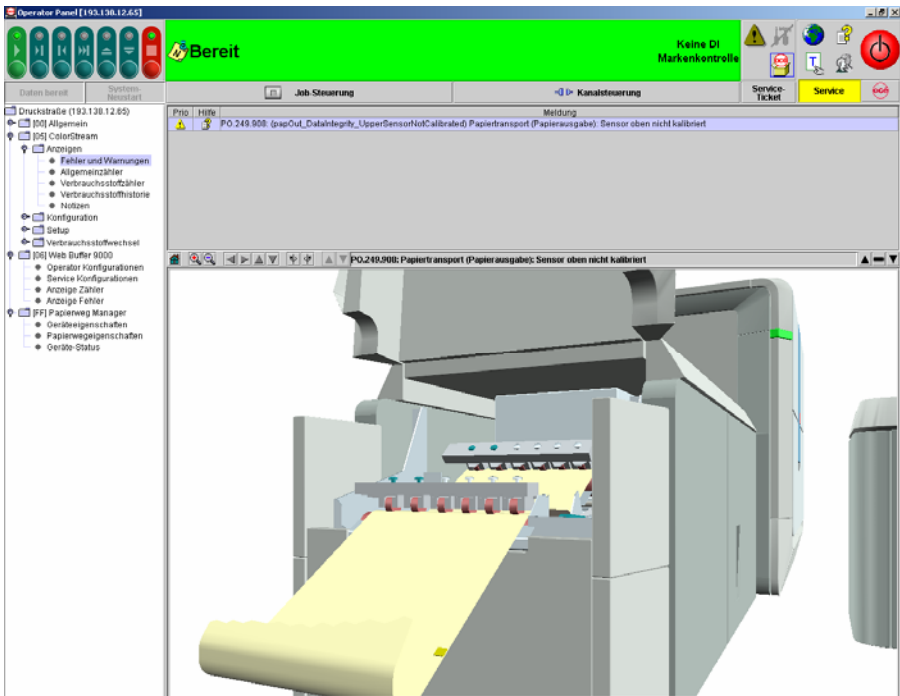 Operator Panel [193.138.12.65]
Bereit
Keine DI
Markenkontrolle
Daten bereit
System-
Neustart
Job-Steuerung
Kanalsteuerung
Service-
Ticket
Service
océ
Druckstraße (193.138.12.65)
[00] Allgemein
[05] ColorStream
Anzeigen
Fehler und Warnungen
Allgemeinzähler
Verbrauchsstoffzähler
Verbrauchsstoffhistorie
Notizen
Konfiguration
Setup
Verbrauchsstoffwechsel
[06] Web Buffer 9000
Operator Konfigurationen
Service Konfigurationen
Anzeige Zähler
Anzeige Fehler
[FF] Papierweg Manager
Geräteeigenschaften
Papierwegeigenschaften
Geräte-Status
Prio Hilfe Meldung
PO.249.908: (papOut_DataIntegrity_UpperSensorNotCalibrated) Papiertransport (Papierausgabe): Sensor oben nicht kalibriert
PO.249.908: Papiertransport (Papierausgabe): Sensor oben nicht kalibriert